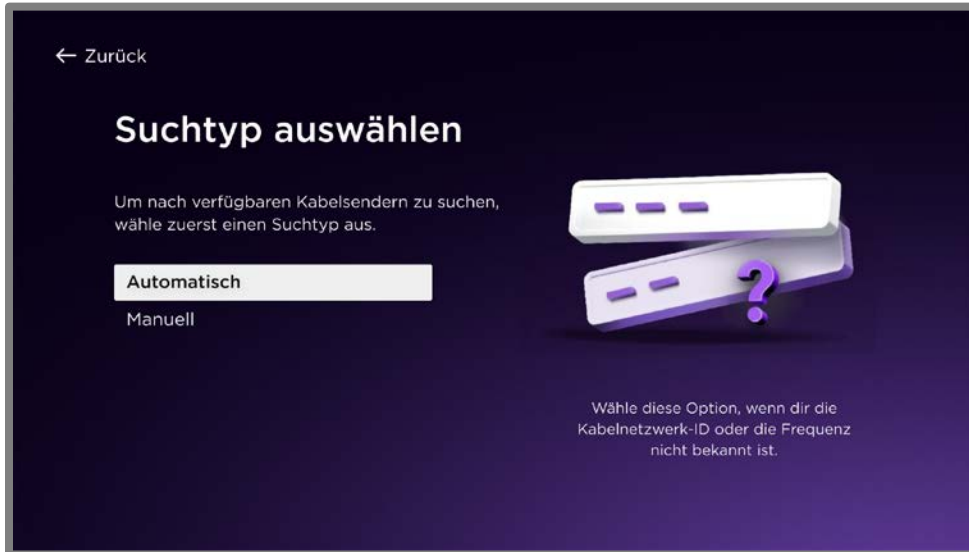 ← Zurück
Suchtyp auswählen
Um nach verfügbaren Kabelsendern zu suchen,
wähle zuerst einen Suchtyp aus.
Automatisch
Manuell
?
Wähle diese Option, wenn dir die
Kabelnetzwerk-ID oder die Frequenz
nicht bekannt ist.